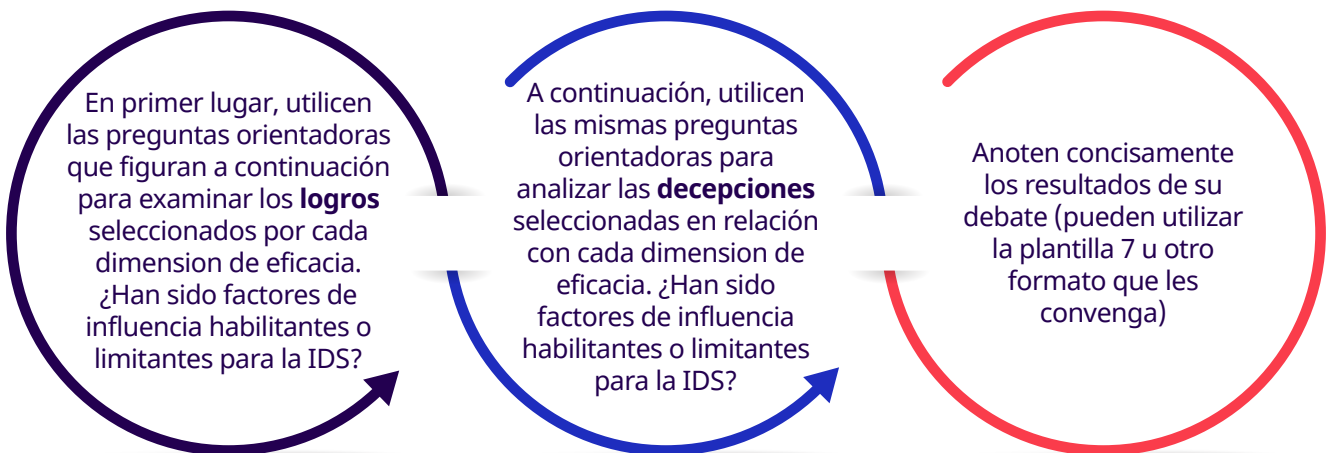 En primer lugar, utilicen
las preguntas orientadoras
que figuran a continuación
para examinar los logros
seleccionados por cada
dimension de eficacia.
¿Han sido factores de
influencia habilitantes o
limitantes para la IDS?
A continuación, utilicen
las mismas preguntas
orientadoras para
analizar las decepciones
seleccionadas en relación
con cada dimension de
eficacia. ¿Han sido
factores de influencia
habilitantes o limitantes
para la IDS?
Anoten concisamente
los resultados de su
debate (pueden utilizar
la plantilla 7 u otro
formato que les
convenga)